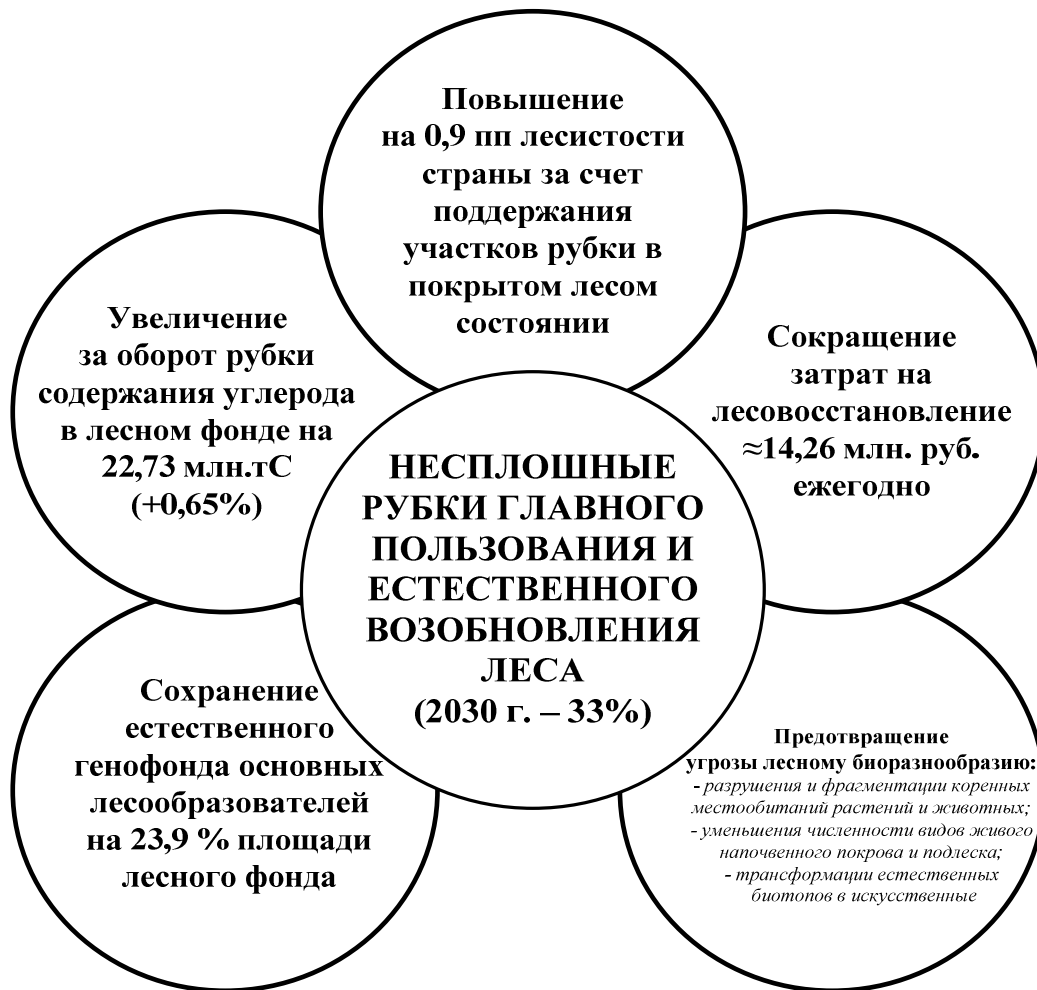 Повышение
на 0,9 пп лесистости
страны за счет
поддержания
участков рубки в
покрытом лесом
состоянии
Увеличение
за оборот рубки
содержания углерода
в лесном фонде на
22,73 млн.тС
(+0,65%)
Сокращение
затрат на
лесовосстановление
≈14,26 млн. руб.
ежегодно
НЕСПЛОШНЫЕ
РУБКИ ГЛАВНОГО
ПОЛЬЗОВАНИЯ И
ЕСТЕСТВЕННОГО
ВОЗОБНОВЛЕНИЯ
ЛЕСА
(2030 г. – 33%)
Сохранение
естественного
генофонда основных
лесообразователей
на 23,9 % площади
лесного фонда
Предотвращение
угрозы лесному биоразнообразию:
- разрушения и фрагментации коренных
местообитаний растений и животных;
- уменьшения численности видов живого
напочвенного покрова и подлеска;
- трансформации естественных
биотопов в искусственные